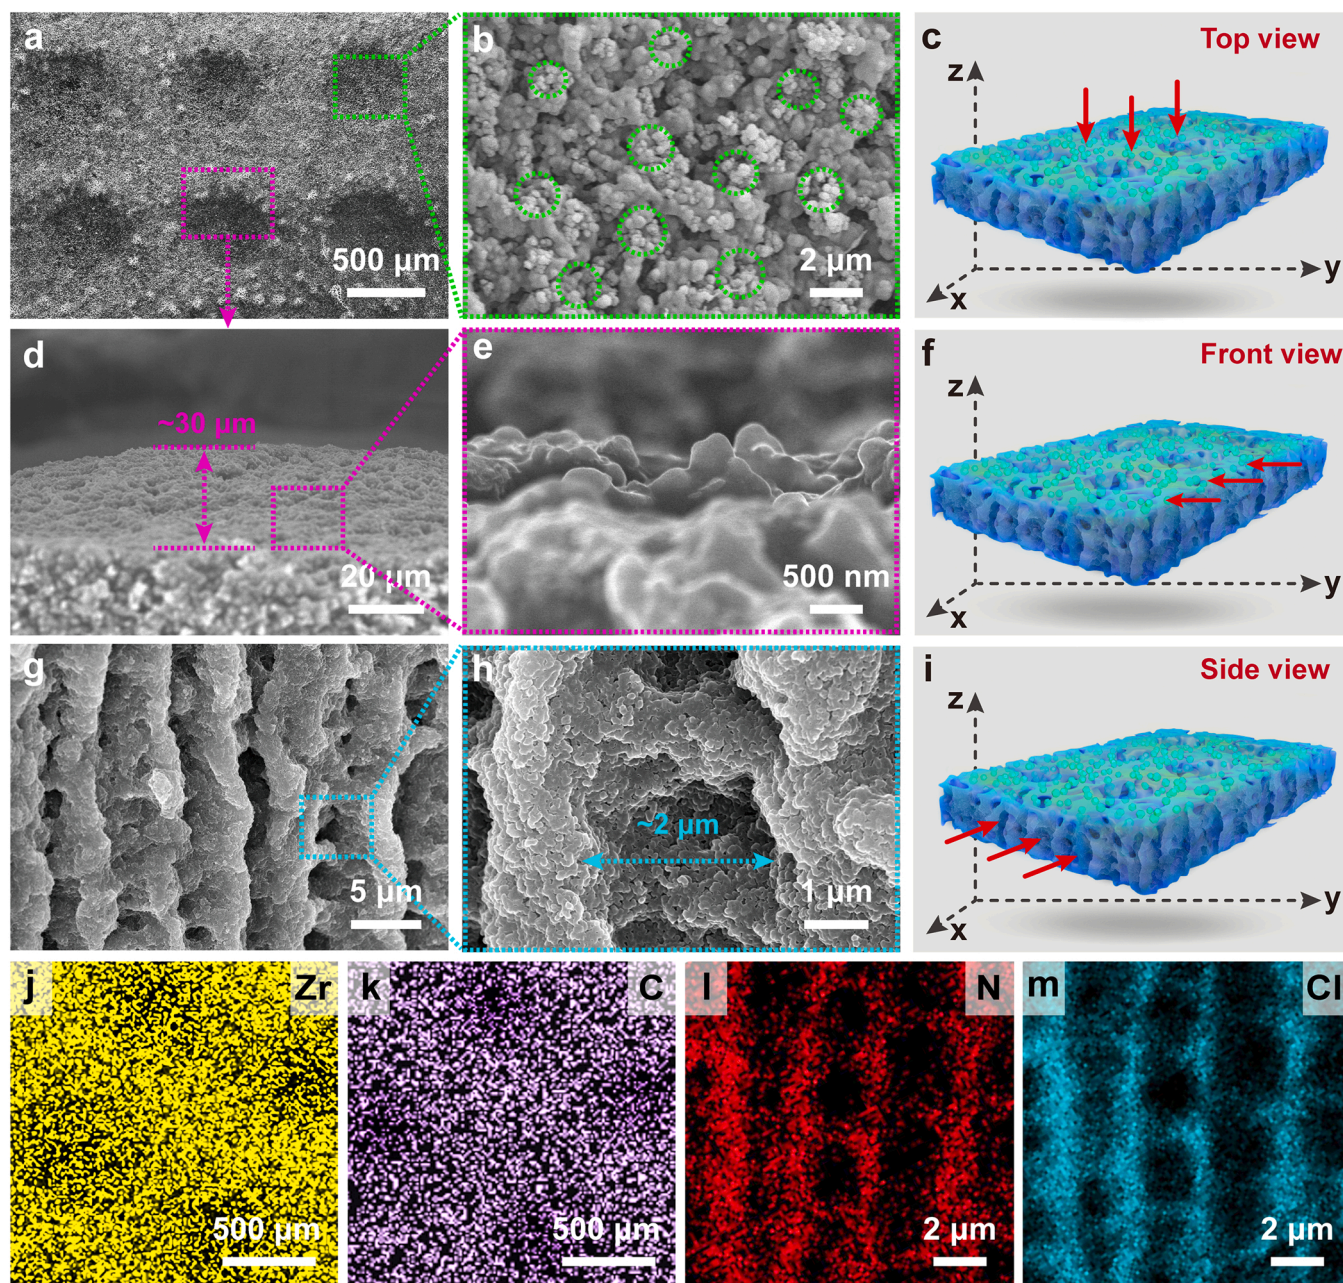 a
500 µm
b
2 µm
c
Top view
z
y
x
d
~30 µm
20 µm
e
500 nm
f
Front view
z
y
x
g
5 µm
h
~2 µm
1 µm
i
Side view
z
y
x
j
Zr
500 µm
k
C
500 µm
l
N
2 µm
m
Cl
2 µm